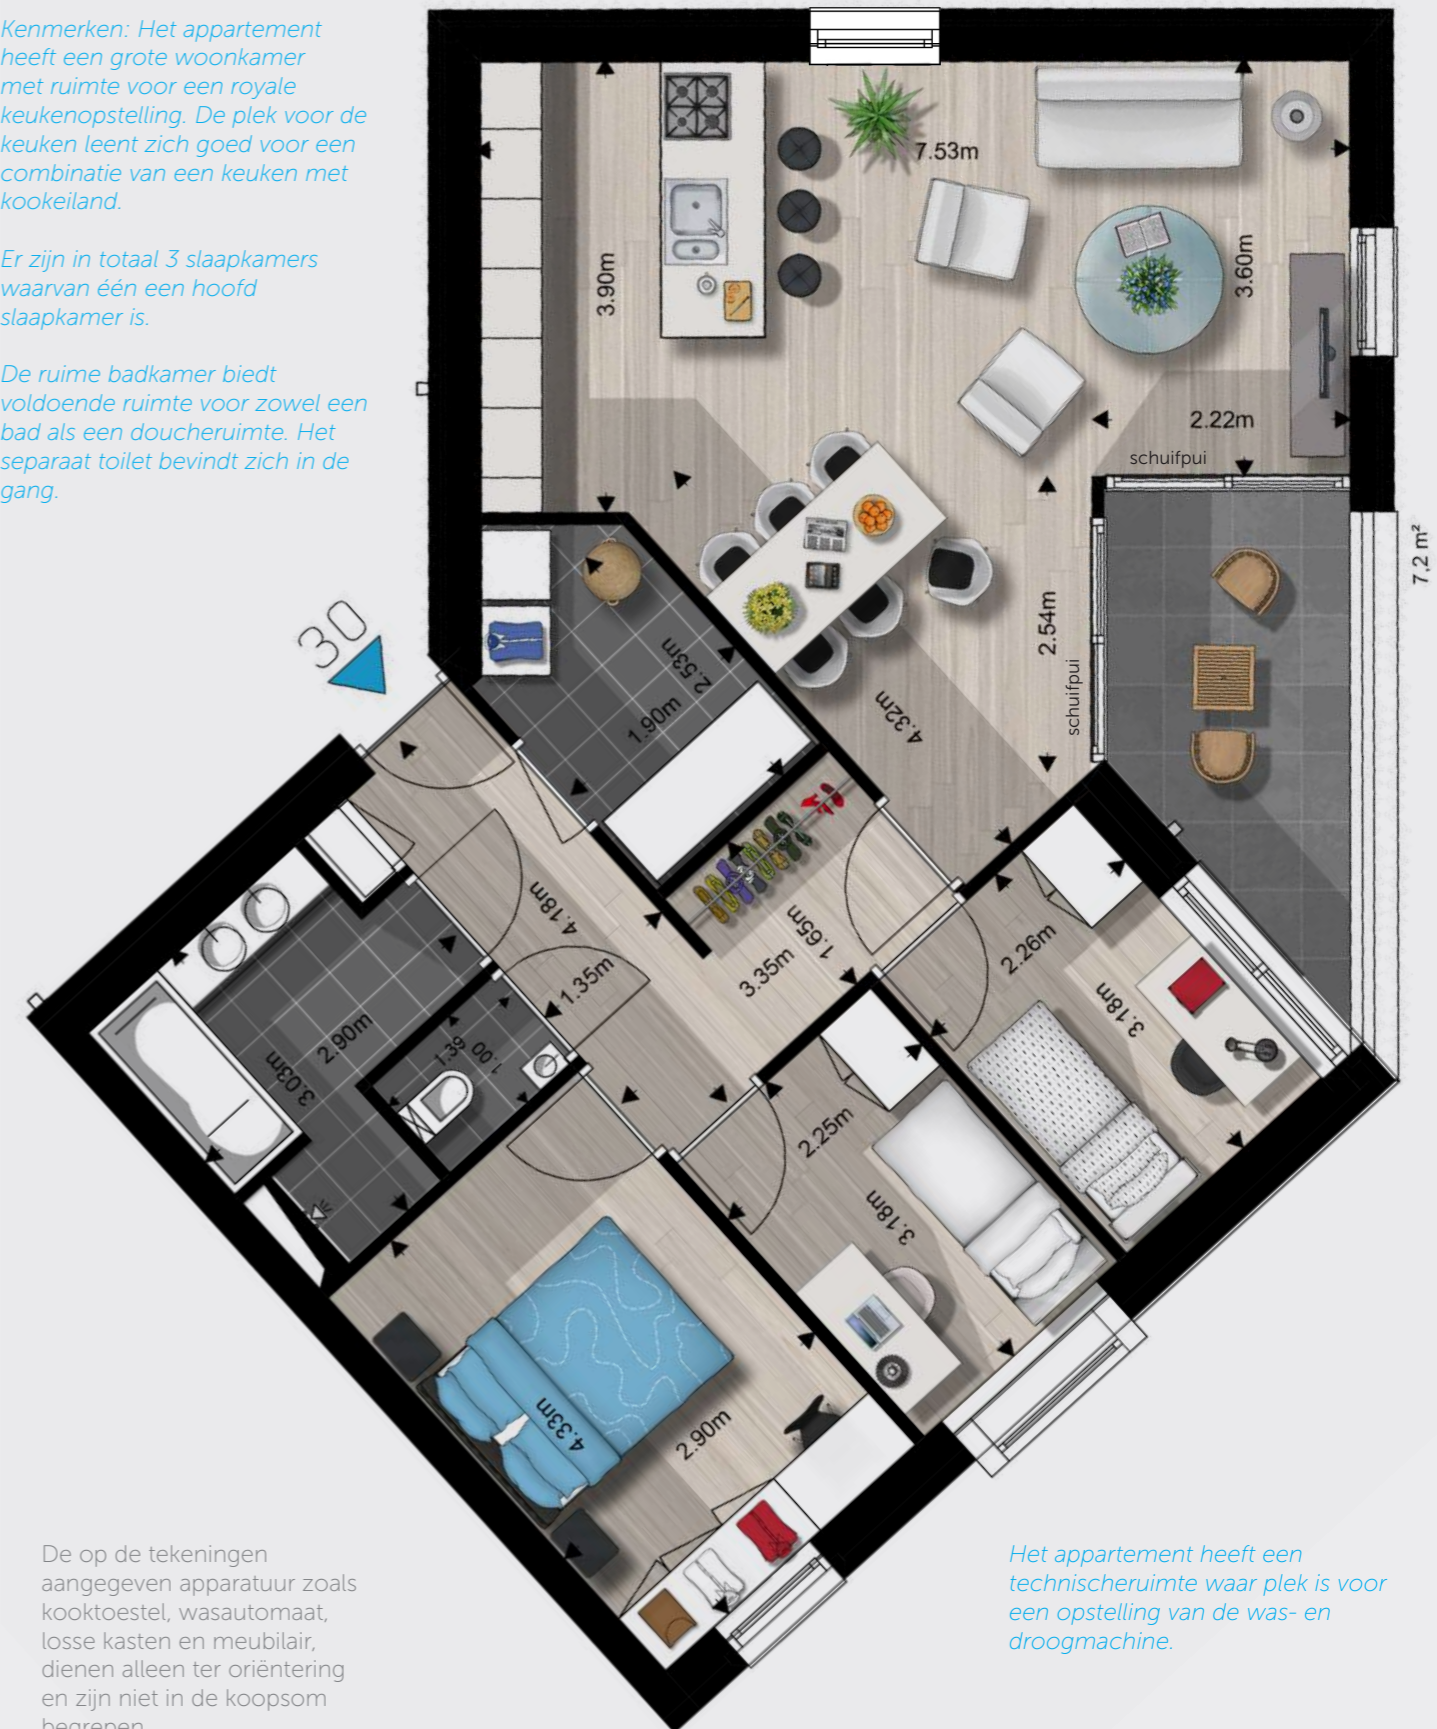 Kenmerken: Het appartement
heeft een grote woonkamer
met ruimte voor een royale
keukenopstelling. De plek voor de
keuken leent zich goed voor een
combinatie van een keuken met
kookeiland.
Er zijn in totaal 3 slaapkamers
waarvan één een hoofd
slaapkamer is.
De ruime badkamer biedt
voldoende ruimte voor zowel een
bad als een doucheruimte. Het
separaat toilet bevindt zich in de
gang.
7.53m
3.90m
3.60m
2.22m
schuifpui
7,2 m²
2.54m
schuifpui
30
2.53m
1.90m
4.32m
4.18m
1.35m
1.65m
3.35m
2.26m
3.18m
2.90m
3.03m
1.39
1.00
2.25m
3.18m
4.33m
2.90m
De op de tekeningen
aangegeven apparatuur zoals
kooktoestel, wasautomaat,
losse kasten en meubilair,
dienen alleen ter oriëntering
en zijn niet in de koopsom
begrepen
Het appartement heeft een
technischeruimte waar plek is voor
een opstelling van de was- en
droogmachine.